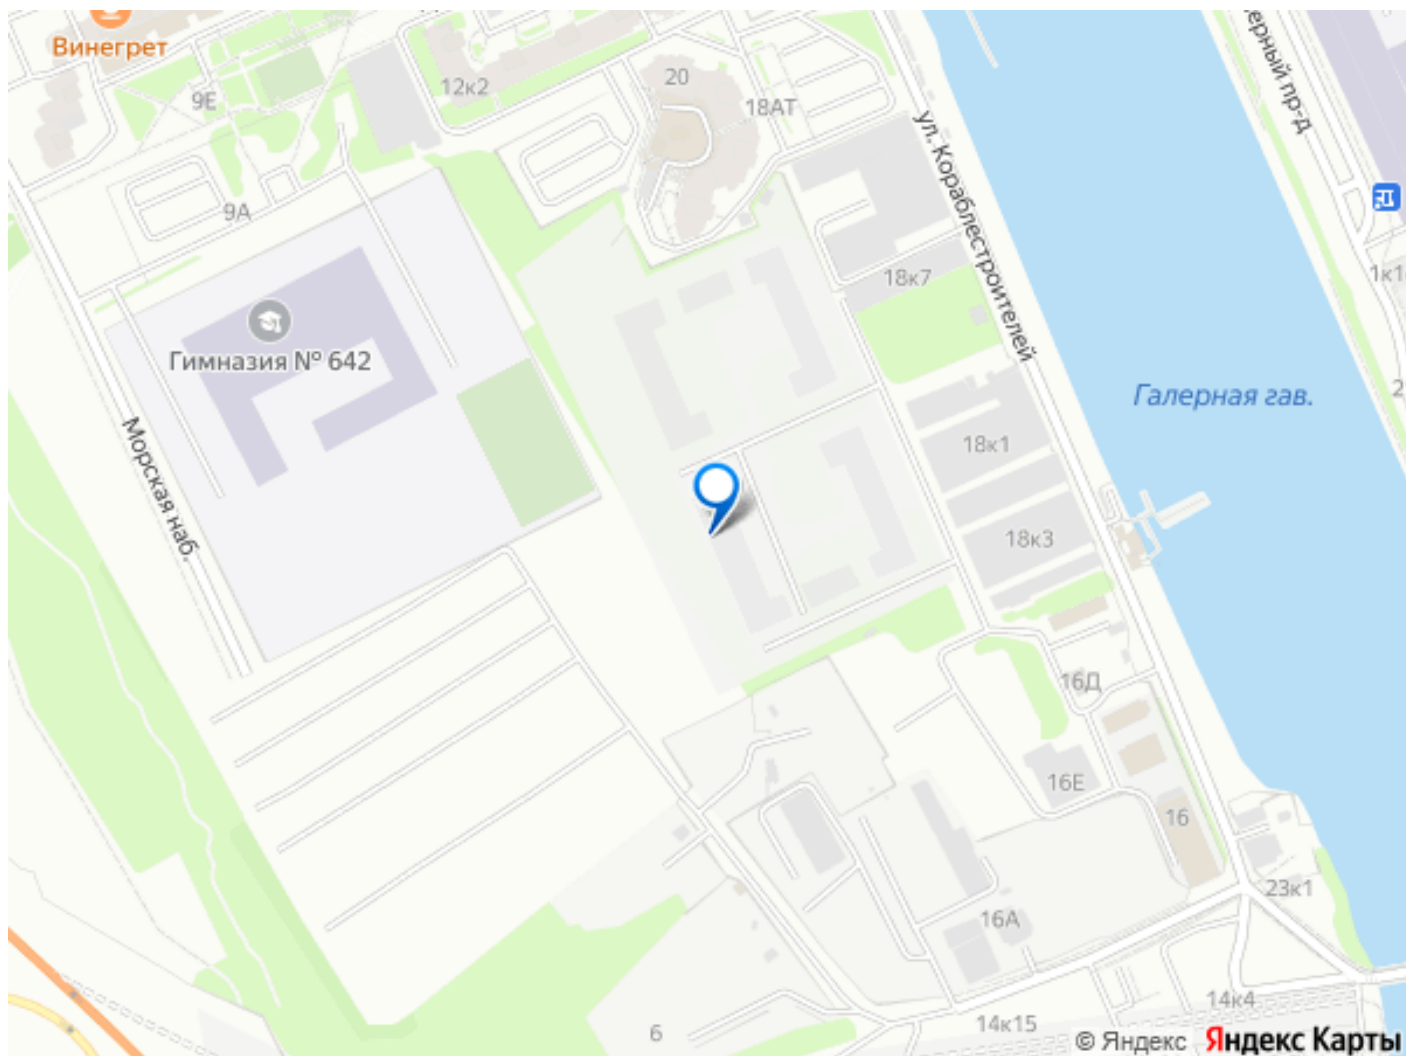 Винегрет
9Е
12к2
20
18АТ
9А
ул. Кораблестроителей
18к7
Гимназия № 642
Галерная гав.
Морская наб.
18к1
18к3
16Д
16Е
16
23к1
16А
14к4
14к15
6
© Яндекс Яндекс Карты